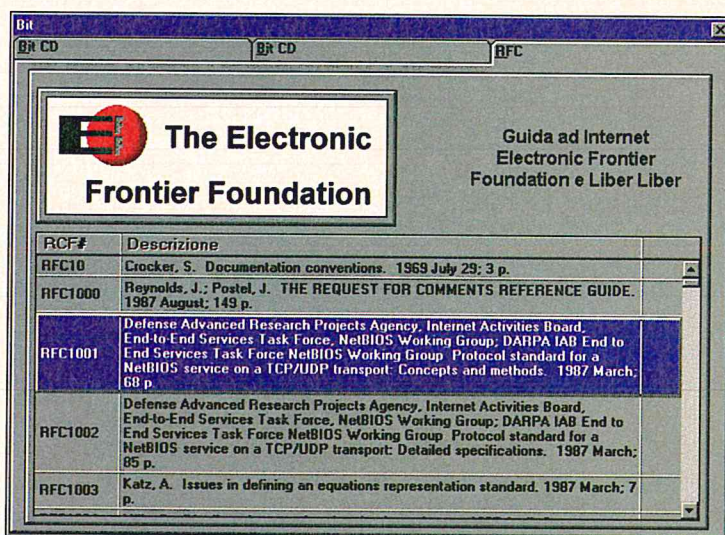 Bit
Bit CD
Bit CD
RFC
The Electronic
Frontier Foundation
Guida ad Internet
Electronic Frontier
Foundation e Liber Liber
RCF# Descrizione
RFC10 Crocker, S. Documentation conventions. 1969 July 29; 3 p.
RFC1000 Reynolds, J.; Postel, J. THE REQUEST FOR COMMENTS REFERENCE GUIDE.
1987 August; 149 p.
RFC1001 Defense Advanced Research Projects Agency, Internet Activities Board,
End-to-End Services Task Force, NetBIOS Working Group; DARPA IAB End to
End Services Task Force NetBIOS Working Group Protocol standard for a
NetBIOS service on a TCP/UDP transport: Concepts and methods. 1987 March;
68 p.
RFC1002 Defense Advanced Research Projects Agency, Internet Activities Board,
End-to-End Services Task Force, NetBIOS Working Group; DARPA IAB End to
End Services Task Force NetBIOS Working Group Protocol standard for a
NetBIOS service on a TCP/UDP transport: Detailed specifications. 1987 March;
85 p.
RFC1003 Katz, A. Issues in defining an equations representation standard. 1987 March; 7
p.